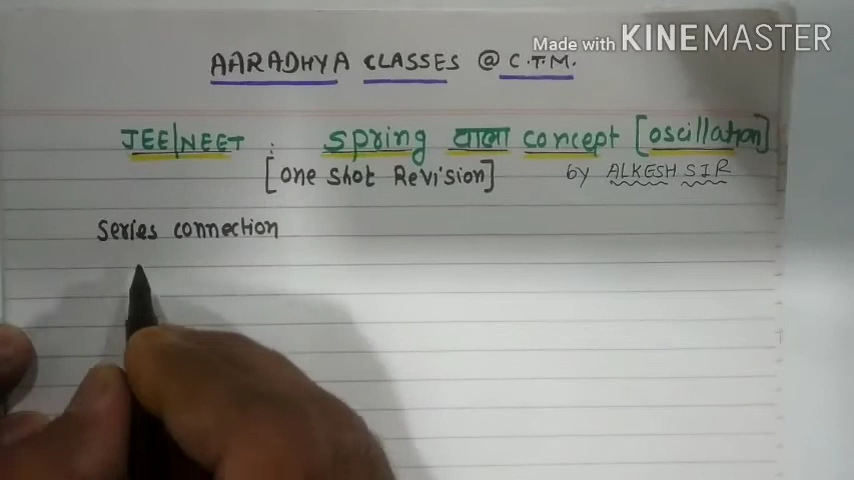 Made with KINEMASTER
AARADHYA CLASSES @ C.T.M.
JEE|NEET : Spring वाला concept [oscillation]
[one shot Revision] by ALKESH SIR
Series connection